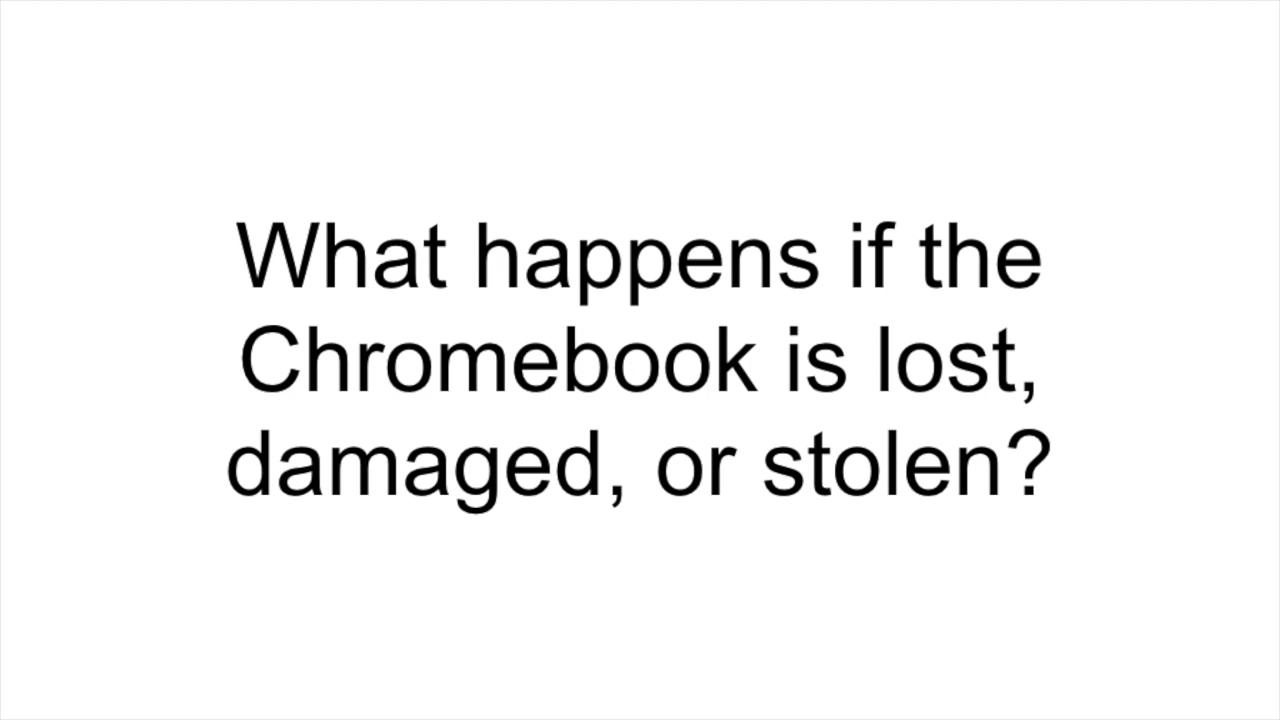 What happens if the
Chromebook is lost,
damaged, or stolen?